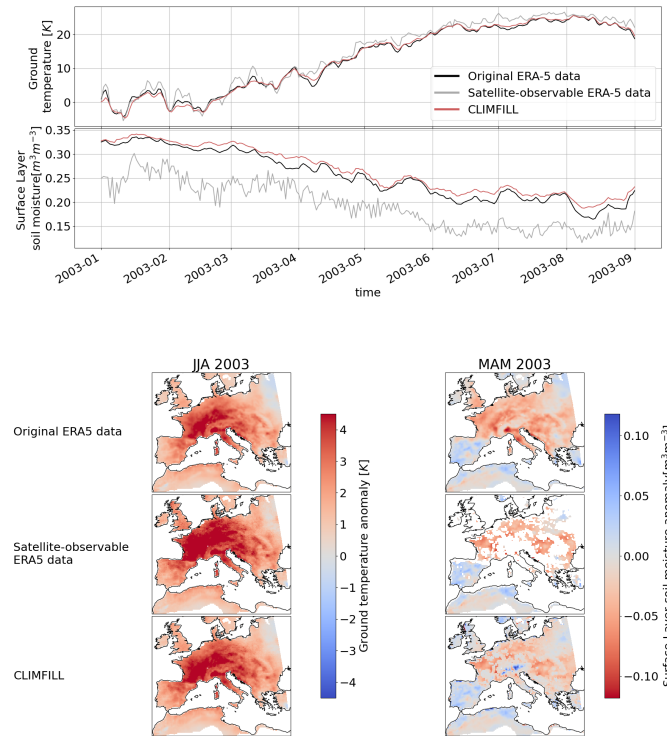 Ground
temperature [K]
20
10
0
Original ERA-5 data
Satellite-observable ERA-5 data
CLIMFILL
Surface Layer
soil moisture[m³m⁻³]
0.35
0.30
0.25
0.20
0.15
2003-01
2003-02
2003-03
2003-04
2003-05
2003-06
2003-07
2003-08
2003-09
time
JJA 2003
MAM 2003
Original ERA5 data
Satellite-observable
ERA5 data
CLIMFILL
4
3
2
1
0
−1
−2
−3
−4
Ground temperature anomaly [K]
0.10
0.05
0.00
−0.05
−0.10
Surface Layer soil moisture anomaly[m³m⁻³]